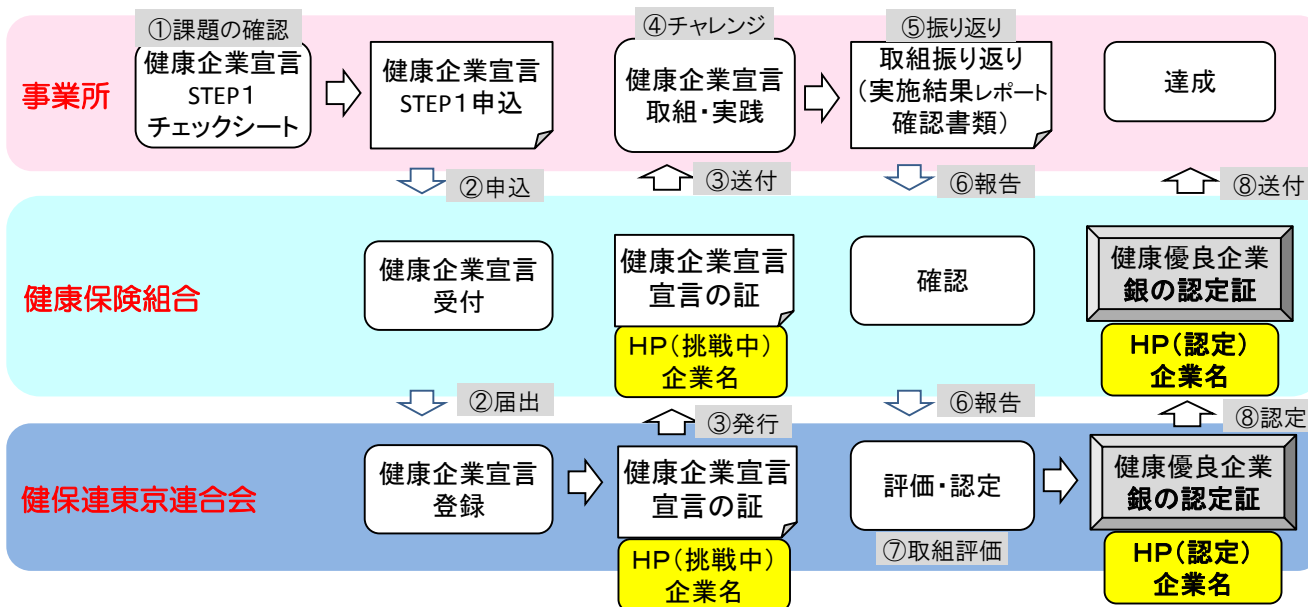 ①課題の確認
健康企業宣言
STEP1
チェックシート
健康企業宣言
STEP1申込
④チャレンジ
健康企業宣言
取組・実践
⑤振り返り
取組振り返り
(実施結果レポート
確認書類)
達成
事業所
②申込
③送付
⑥報告
⑧送付
健康保険組合
健康企業宣言
受付
健康企業宣言
宣言の証
HP(挑戦中)
企業名
確認
健康優良企業
銀の認定証
HP(認定)
企業名
②届出
③発行
⑥報告
⑧認定
健保連東京連合会
健康企業宣言
登録
健康企業宣言
宣言の証
HP(挑戦中)
企業名
評価・認定
⑦取組評価
健康優良企業
銀の認定証
HP(認定)
企業名